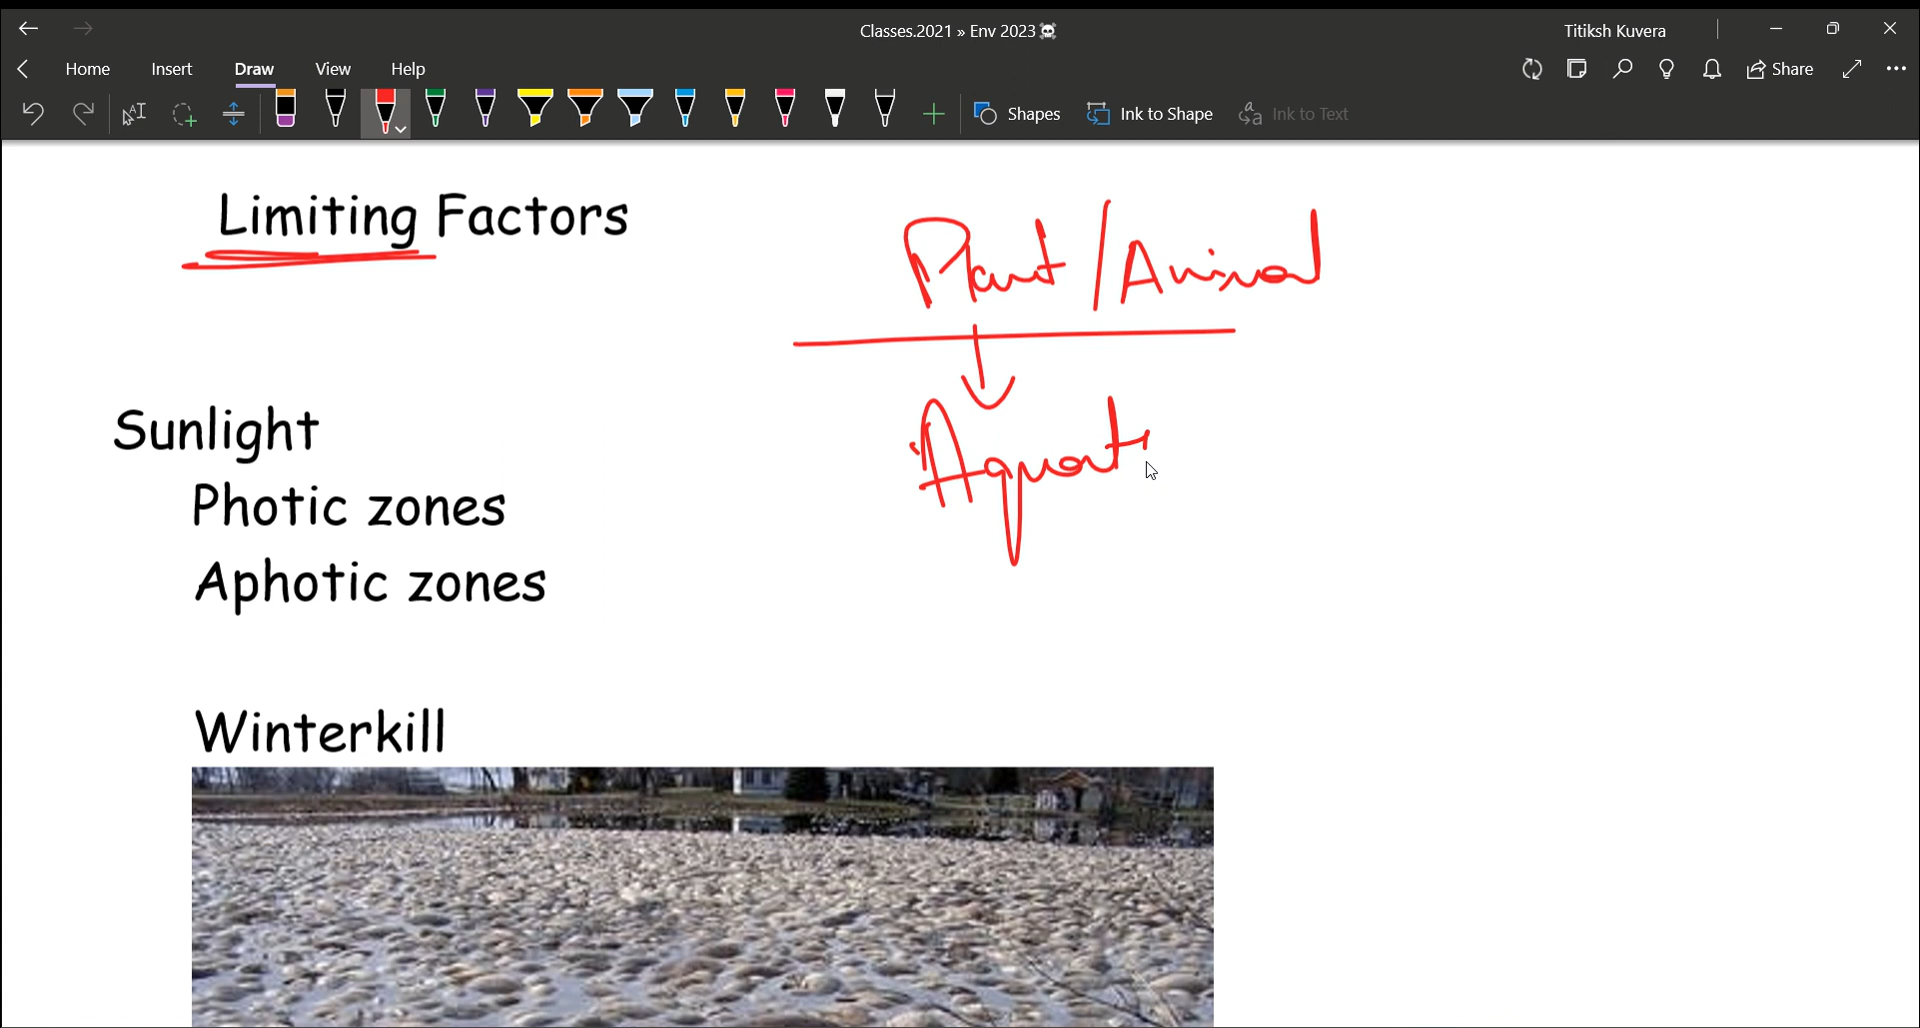 Classes.2021 » Env 2023☠
Titiksh Kuvera
Home Insert Draw View Help
Share
Shapes Ink to Shape Ink to Text
Limiting Factors
Plant/Animal
Sunlight
Aquat
Photic zones
Aphotic zones
Winterkill